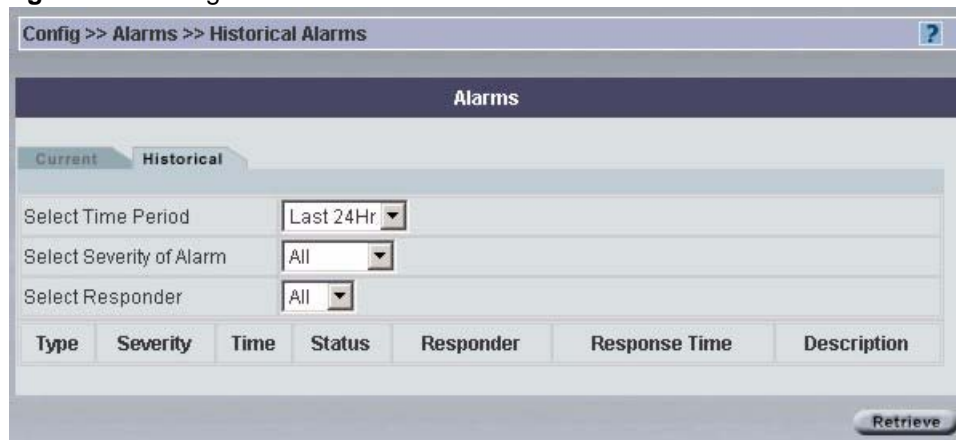 Config >> Alarms >> Historical Alarms ?
Alarms
Current Historical
Select Time Period Last 24Hr
Select Severity of Alarm All
Select Responder All
Type Severity Time Status Responder Response Time Description
Retrieve